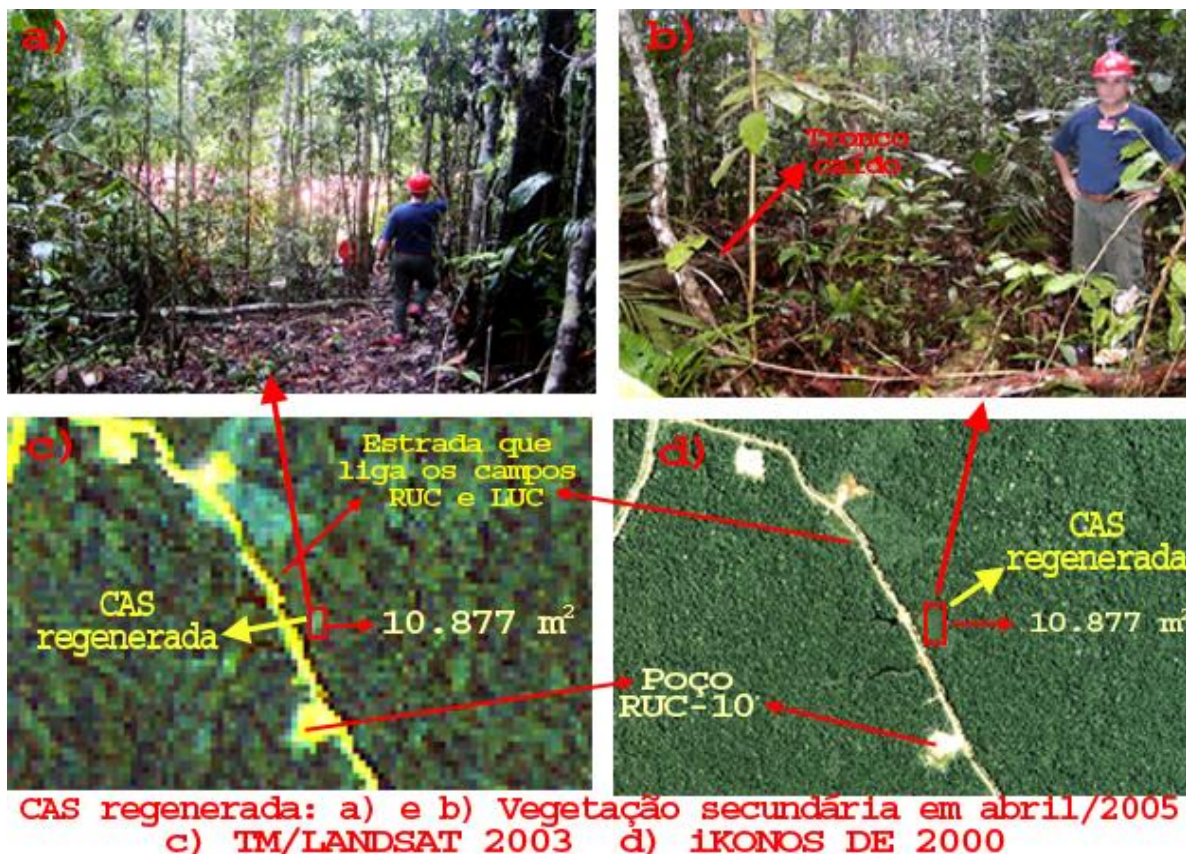 a)
b)
Tronco
caído
c)
Estrada que
liga os campos
RUC e LUC
CAS
regenerada
10.877 m²
Poço
RUC-10
d)
CAS
regenerada
10.877 m²
CAS regenerada: a) e b) Vegetação secundária em abril/2005
c) TM/LANDSAT 2003 d) iKONOS DE 2000